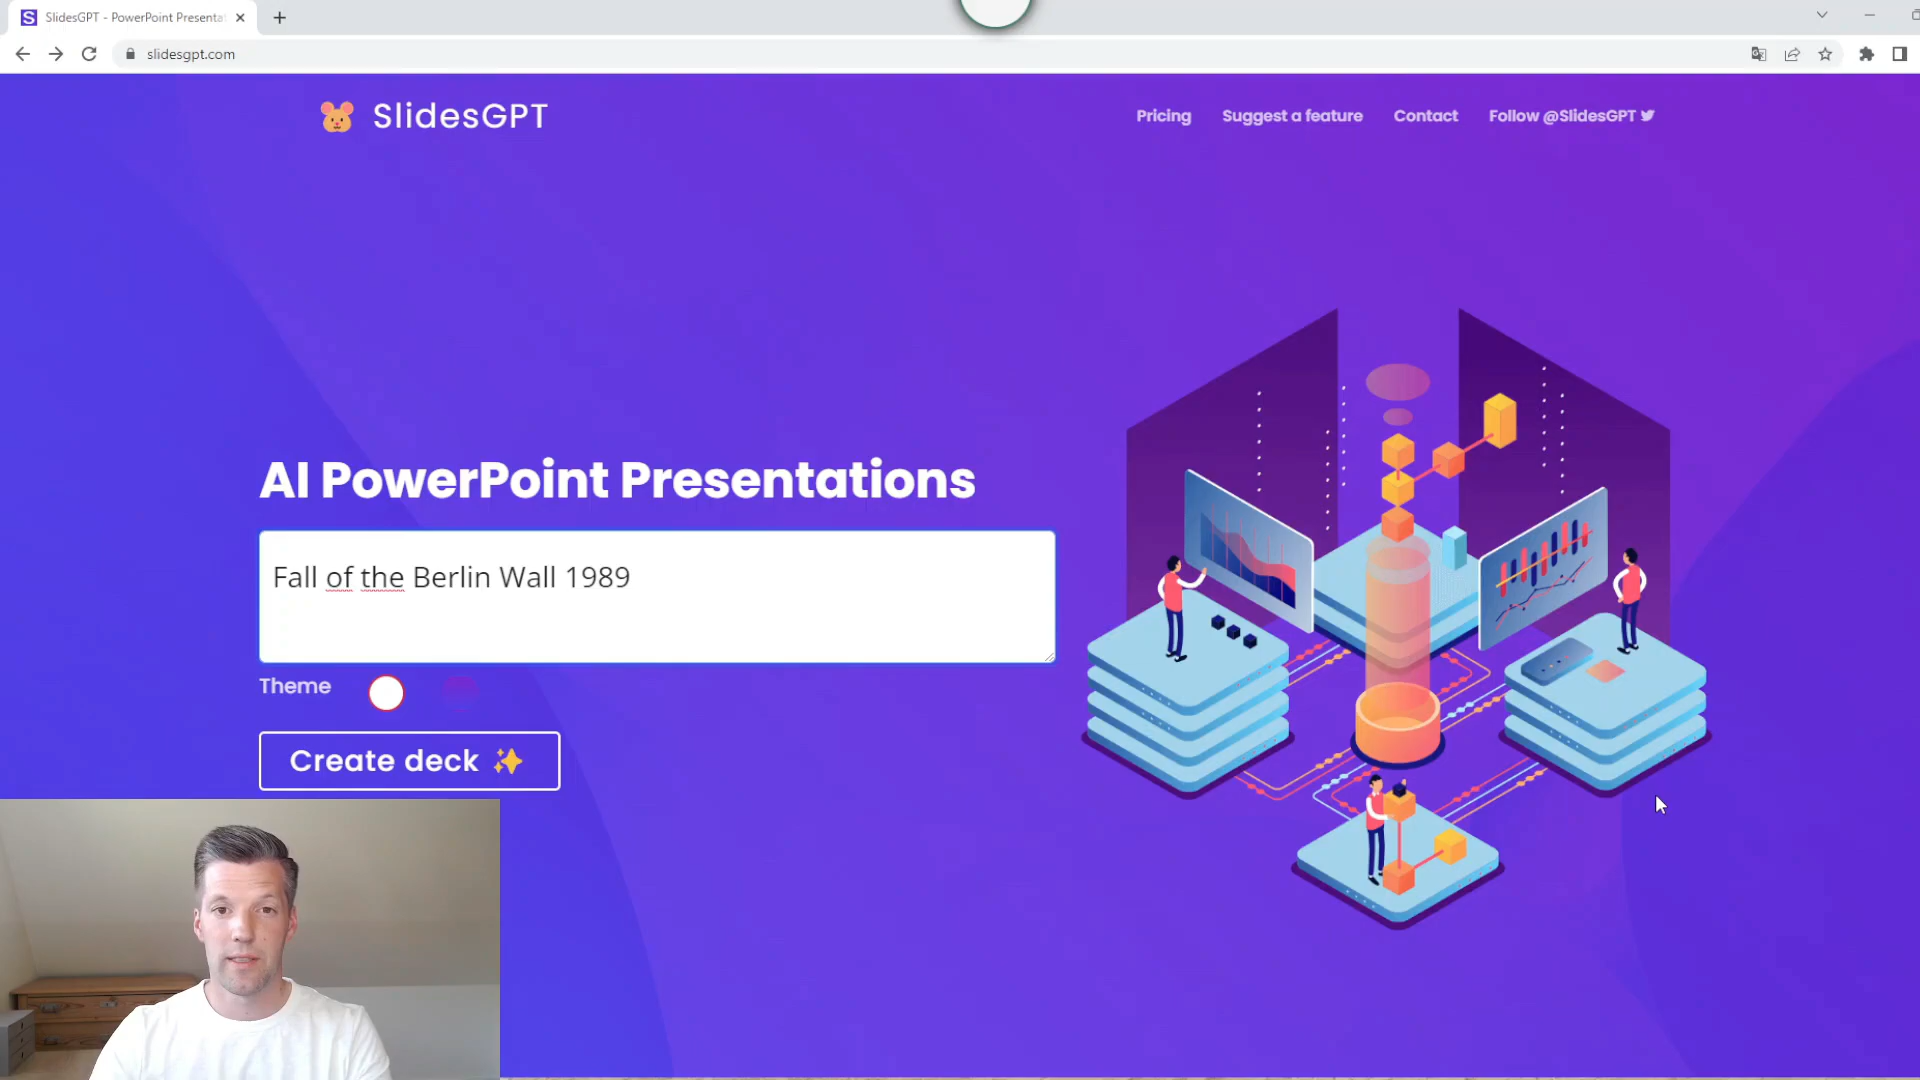 SlidesGPT - PowerPoint Presenta
slidesgpt.com
SlidesGPT
Pricing
Suggest a feature
Contact
Follow @SlidesGPT
AI PowerPoint Presentations
Fall of the Berlin Wall 1989
Theme
Create deck